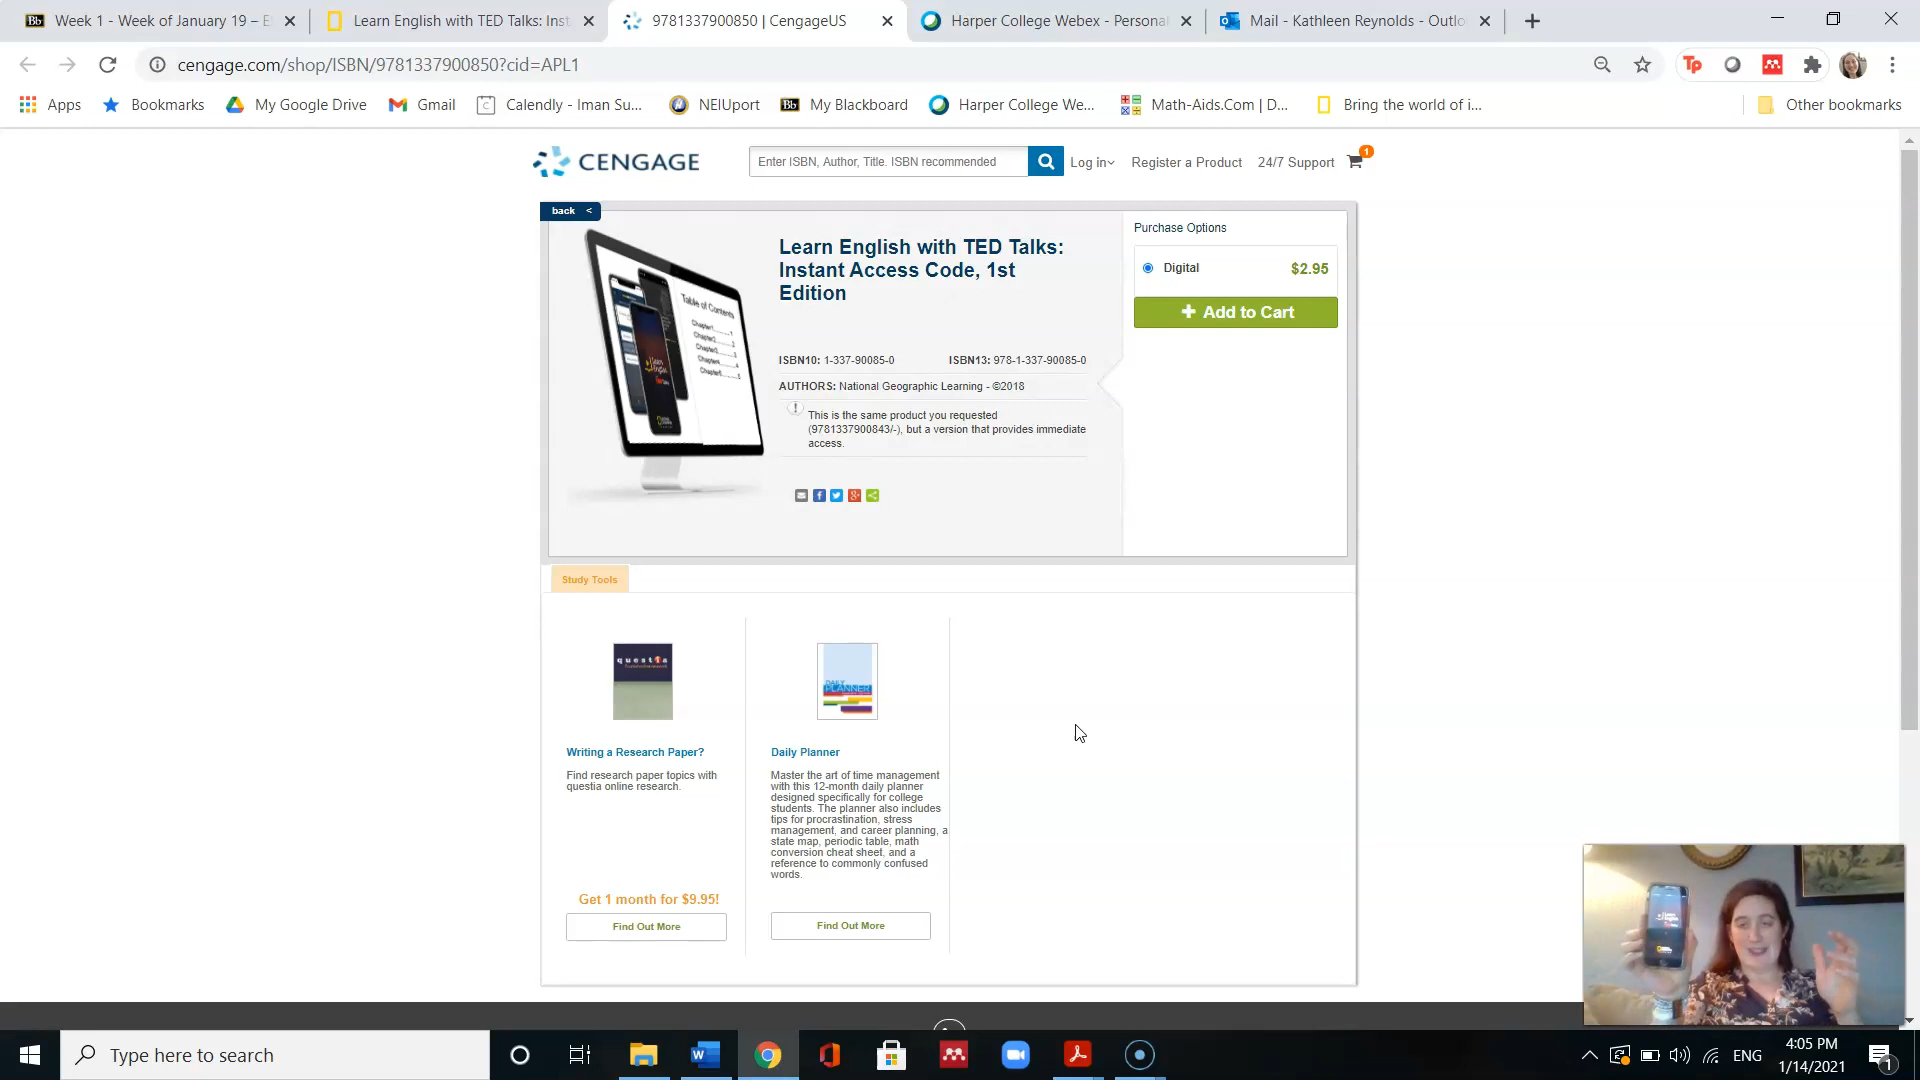 Week 1 - Week of January 19 – E
Learn English with TED Talks: Inst
9781337900850 | CengageUS
Harper College Webex - Personal
Mail - Kathleen Reynolds - Outlo
cengage.com/shop/ISBN/9781337900850?cid=APL1
Apps
Bookmarks
My Google Drive
Gmail
Calendly - Iman Su...
NEIUport
Bb My Blackboard
Harper College We...
Math-Aids.Com | D...
Bring the world of i...
Other bookmarks
CENGAGE
Enter ISBN, Author, Title. ISBN recommended
Log in
Register a Product
24/7 Support
1
back <
Learn English with TED Talks:
Instant Access Code, 1st
Edition
ISBN10: 1-337-90085-0
ISBN13: 978-1-337-90085-0
AUTHORS: National Geographic Learning - ©2018
This is the same product you requested
(9781337900843/-), but a version that provides immediate
access.
Purchase Options
Digital
$2.95
+ Add to Cart
Table of Contents
Study Tools
questia
DAILY
PLANNER
Writing a Research Paper?
Find research paper topics with
questia online research.
Get 1 month for $9.95!
Find Out More
Daily Planner
Master the art of time management
with this 12-month daily planner
designed specifically for college
students. The planner also includes
tips for procrastination, stress
management, and career planning, a
state map, periodic table, math
conversion cheat sheet, and a
reference to commonly confused
words.
Find Out More
Type here to search
ENG
4:05 PM
1/14/2021
1